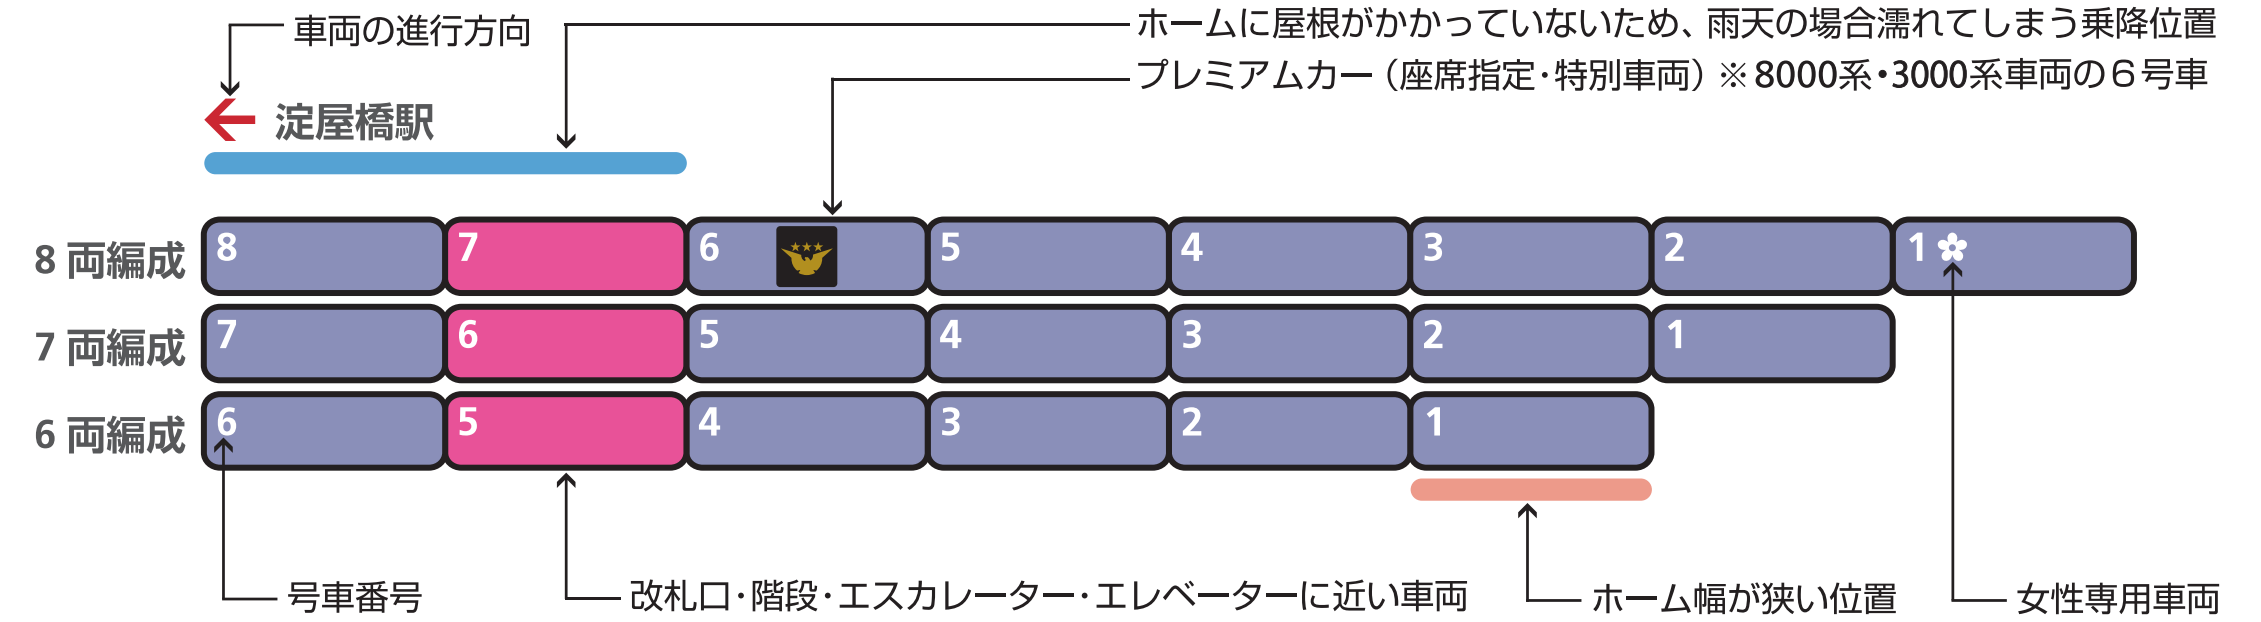 車両の進行方向
ホームに屋根がかかっていないため、雨天の場合濡れてしまう乗降位置
プレミアムカー（座席指定・特別車両）※8000系・3000系車両の６号車
淀屋橋駅
8 両編成 8 7 6 5 4 3 2 1
7 両編成 7 6 5 4 3 2 1
6 両編成 6 5 4 3 2 1
号車番号
改札口・階段・エスカレーター・エレベーターに近い車両
ホーム幅が狭い位置
女性専用車両